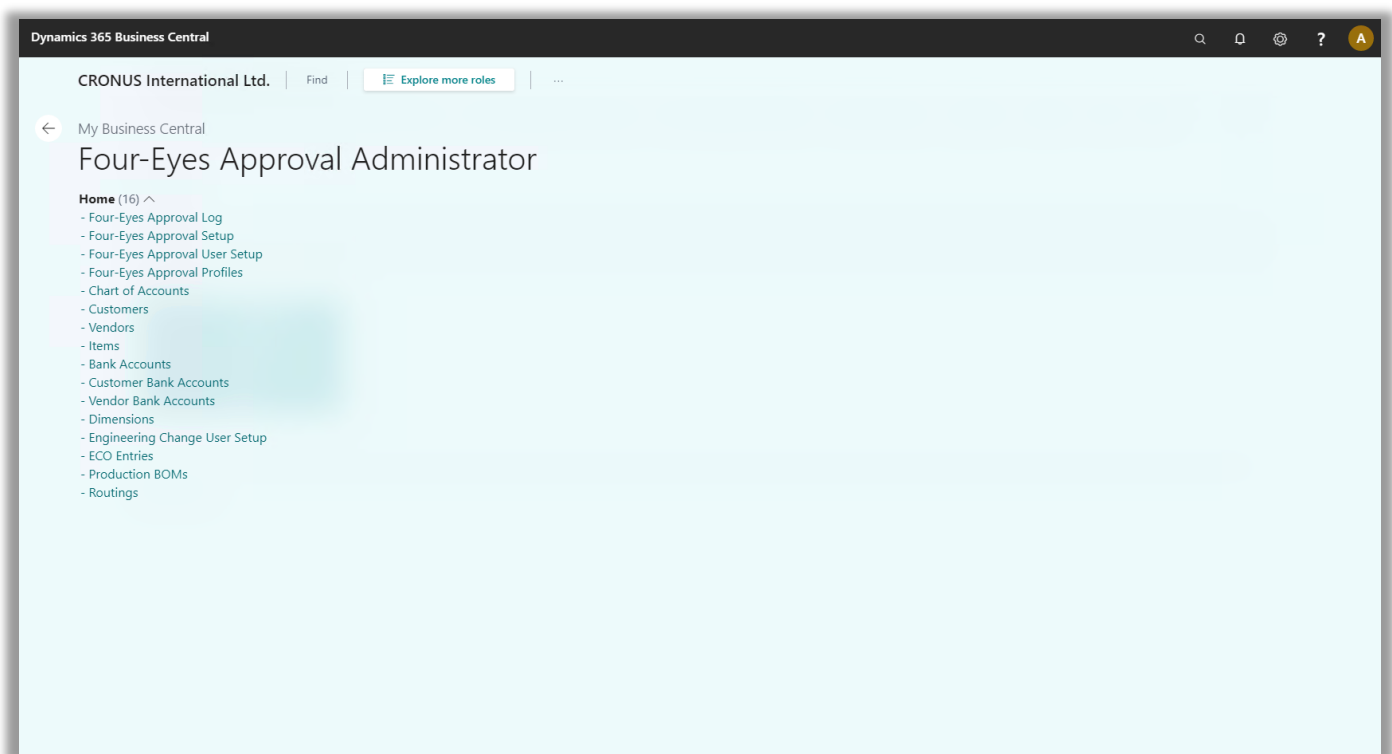 Dynamics 365 Business Central
?
A
CRONUS International Ltd.
Find
Explore more roles
...
My Business Central
Four-Eyes Approval Administrator
Home (16)
- Four-Eyes Approval Log
- Four-Eyes Approval Setup
- Four-Eyes Approval User Setup
- Four-Eyes Approval Profiles
- Chart of Accounts
- Customers
- Vendors
- Items
- Bank Accounts
- Customer Bank Accounts
- Vendor Bank Accounts
- Dimensions
- Engineering Change User Setup
- ECO Entries
- Production BOMs
- Routings